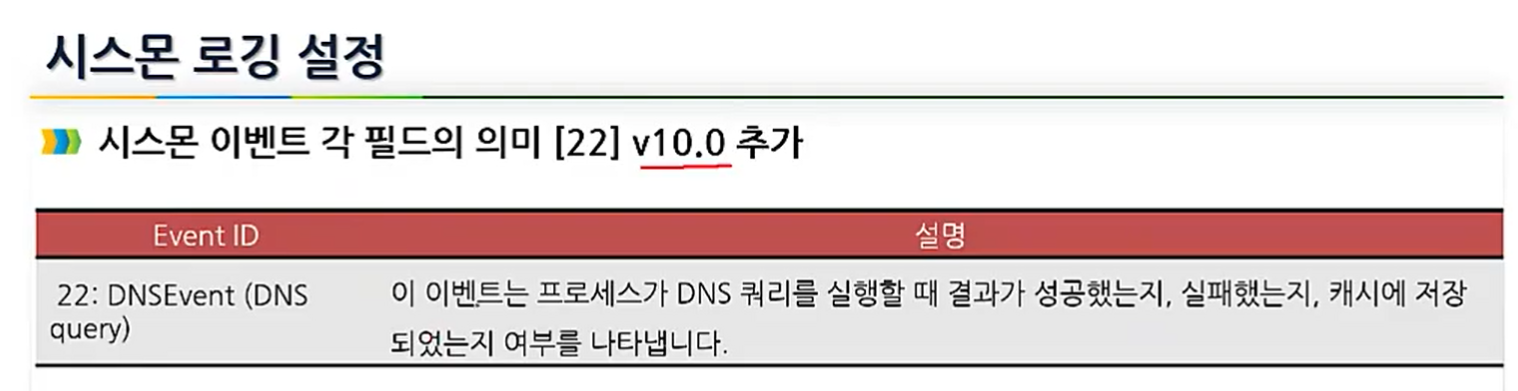 시스몬 로깅 설정
시스몬 이벤트 각 필드의 의미 [22] v10.0 추가
Event ID
설명
22: DNSEvent (DNS
query)
이 이벤트는 프로세스가 DNS 쿼리를 실행할 때 결과가 성공했는지, 실패했는지, 캐시에 저장
되었는지 여부를 나타냅니다.